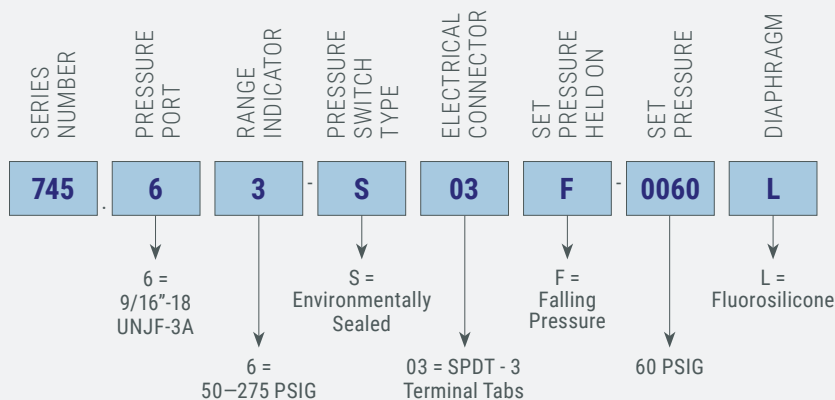 SERIES
NUMBER
PRESSURE
PORT
RANGE
INDICATOR
PRESSURE
SWITCH
TYPE
ELECTRICAL
CONNECTOR
SET
PRESSURE
HELD ON
SET
PRESSURE
DIAPHRAGM
745 . 6 3 - S 03 F - 0060 L
6 =
9/16”-18
UNJF-3A
6 =
50—275 PSIG
S =
Environmentally
Sealed
03 = SPDT - 3
Terminal Tabs
F =
Falling
Pressure
60 PSIG
L =
Fluorosilicone